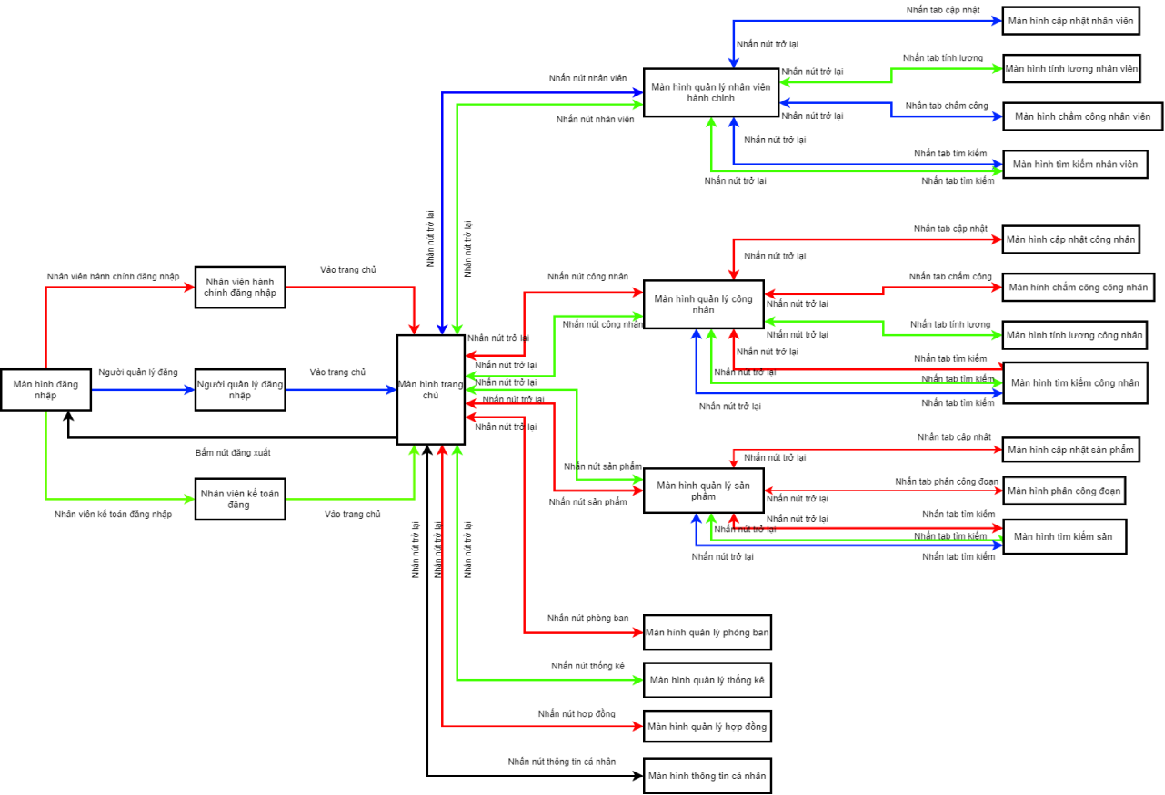 Nhấn tab cập nhật
Màn hình cập nhật nhân viên
Nhấn nút trở lại
Nhấn tab tính lương
Nhấn nút trở lại
Màn hình tính lương nhân viên
Nhấn nút nhân viên
Màn hình quản lý nhân viên
hành chính
Nhấn tab chấm công
Nhấn nút trở lại
Màn hình chấm công nhân viên
Nhấn nút nhân viên
Nhấn nút trở lại
Nhấn tab tìm kiếm
Màn hình tìm kiếm nhân viên
Nhấn nút trở lại
Nhấn tab tìm kiếm
Nhấn nút trở lại
Nhấn nút trở lại
Nhấn tab cập nhật
Màn hình cập nhật công nhân
Nhấn nút trở lại
Nhân viên hành chính đăng nhập
Nhân viên hành
chính đăng nhập
Vào trang chủ
Nhấn nút công nhân
Nhấn tab chấm công
Màn hình chấm công công nhân
Màn hình quản lý công
nhân
Nhấn nút trở lại
Nhấn nút công nhân
Nhấn tab tính lương
Nhấn nút trở lại
Màn hình tính lương công nhân
Nhấn nút trở lại
Nhấn nút trở lại
Nhấn tab tìm kiếm
Nhấn nút trở lại
Nhấn nút trở lại
Nhấn tab tìm kiếm
Màn hình tìm kiếm công nhân
Nhấn nút trở lại
Nhấn tab tìm kiếm
Màn hình đăng
nhập
Người quản lý đăng
Người quản lý đăng
nhập
Vào trang chủ
Màn hình trang
chủ
Nhấn nút trở lại
Nhấn nút trở lại
Nhấn nút trở lại
Bấm nút đăng xuất
Nhấn tab cập nhât
Màn hình cập nhật sản phẩm
Nhấn nút trở lại
Nhấn nút sản phẩm
Màn hình quản lý sản
phẩm
Nhấn tab phân công đoạn
Màn hình phân công đoạn
Nhấn nút trở lại
Nhấn nút sản phẩm
Nhân viên kế toán
đăng
Nhân viên kế toán đăng nhập
Vào trang chủ
Nhấn nút trở lại
Nhấn tab tìm kiếm
Nhấn nút trở lại
Nhấn tab tìm kiếm
Màn hình tìm kiếm sản
Nhấn nút trở lại
Nhấn tab tìm kiếm
Nhấn nút trở lại
Nhấn nút trở lại
Nhấn nút trở lại
Nhấn nút phòng ban
Màn hình quản lý phòng ban
Nhấn nút thống kê
Màn hình quản lý thống kê
Nhấn nút hợp đồng
Màn hình quản lý hợp đồng
Nhấn nút thông tin cá nhân
Màn hình thông tin cá nhân